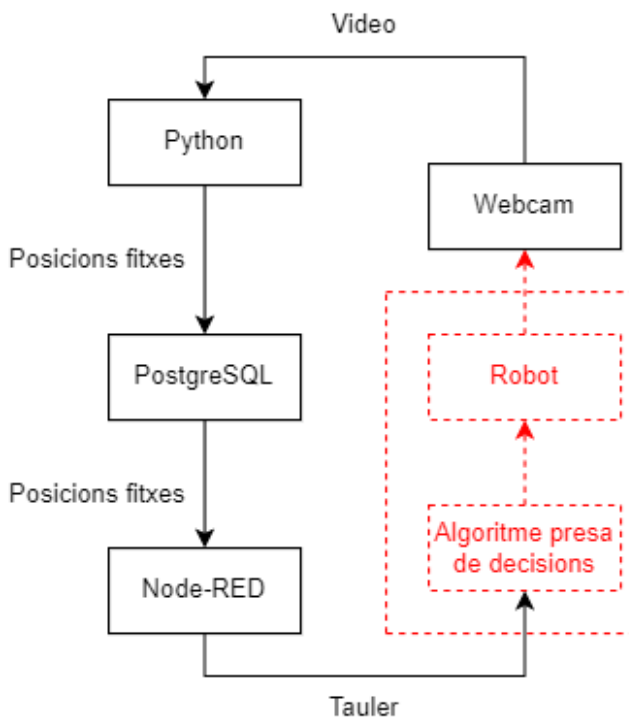 Video
Python
Webcam
Posicions fitxes
PostgreSQL
Robot
Posicions fitxes
Algoritme presa
de decisions
Node-RED
Tauler